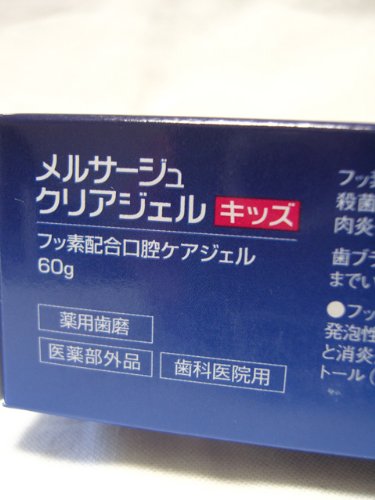 メルサージュ
クリアジェル キッズ
フッ素配合口腔ケアジェル
60g
薬用歯磨
医薬部外品 歯科医院用
フッ素
殺菌
肉炎
歯ブラ
までい
●フッ
発泡性
と消炎
トール(